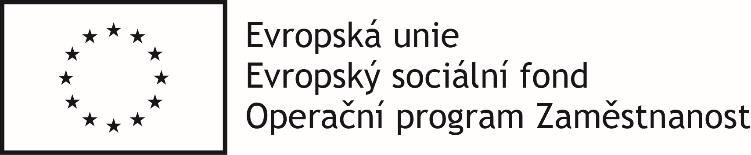 Evropská unie
Evropský sociální fond
Operační program Zaměstnanost